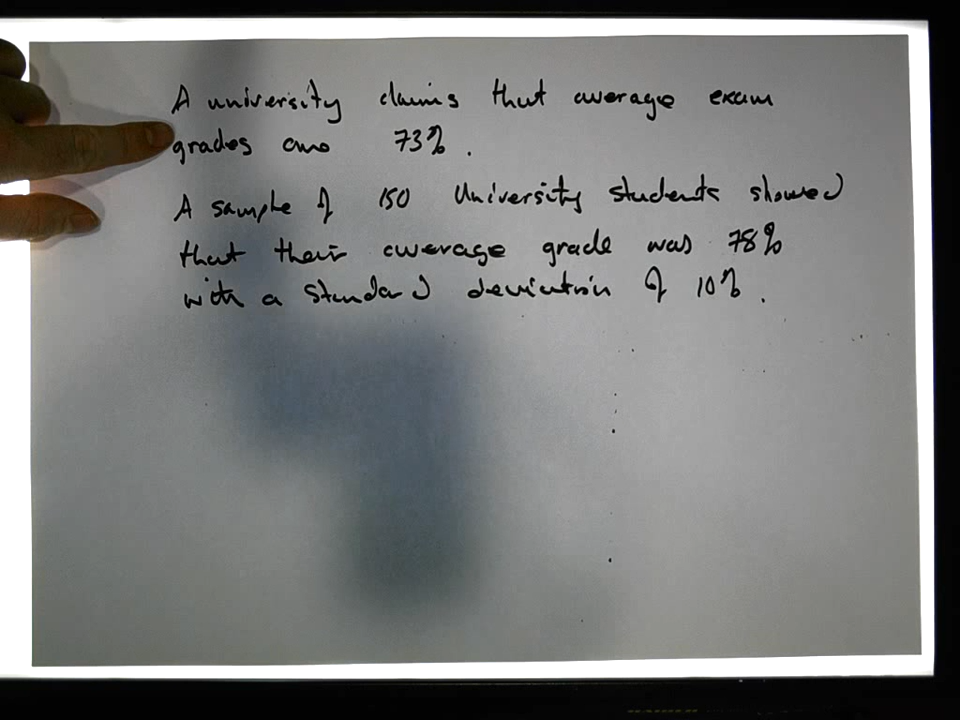 A university claims that average exam
grades are 73%.
A sample of 150 University students showed
that their average grade was 78%
with a standard deviation of 10%.